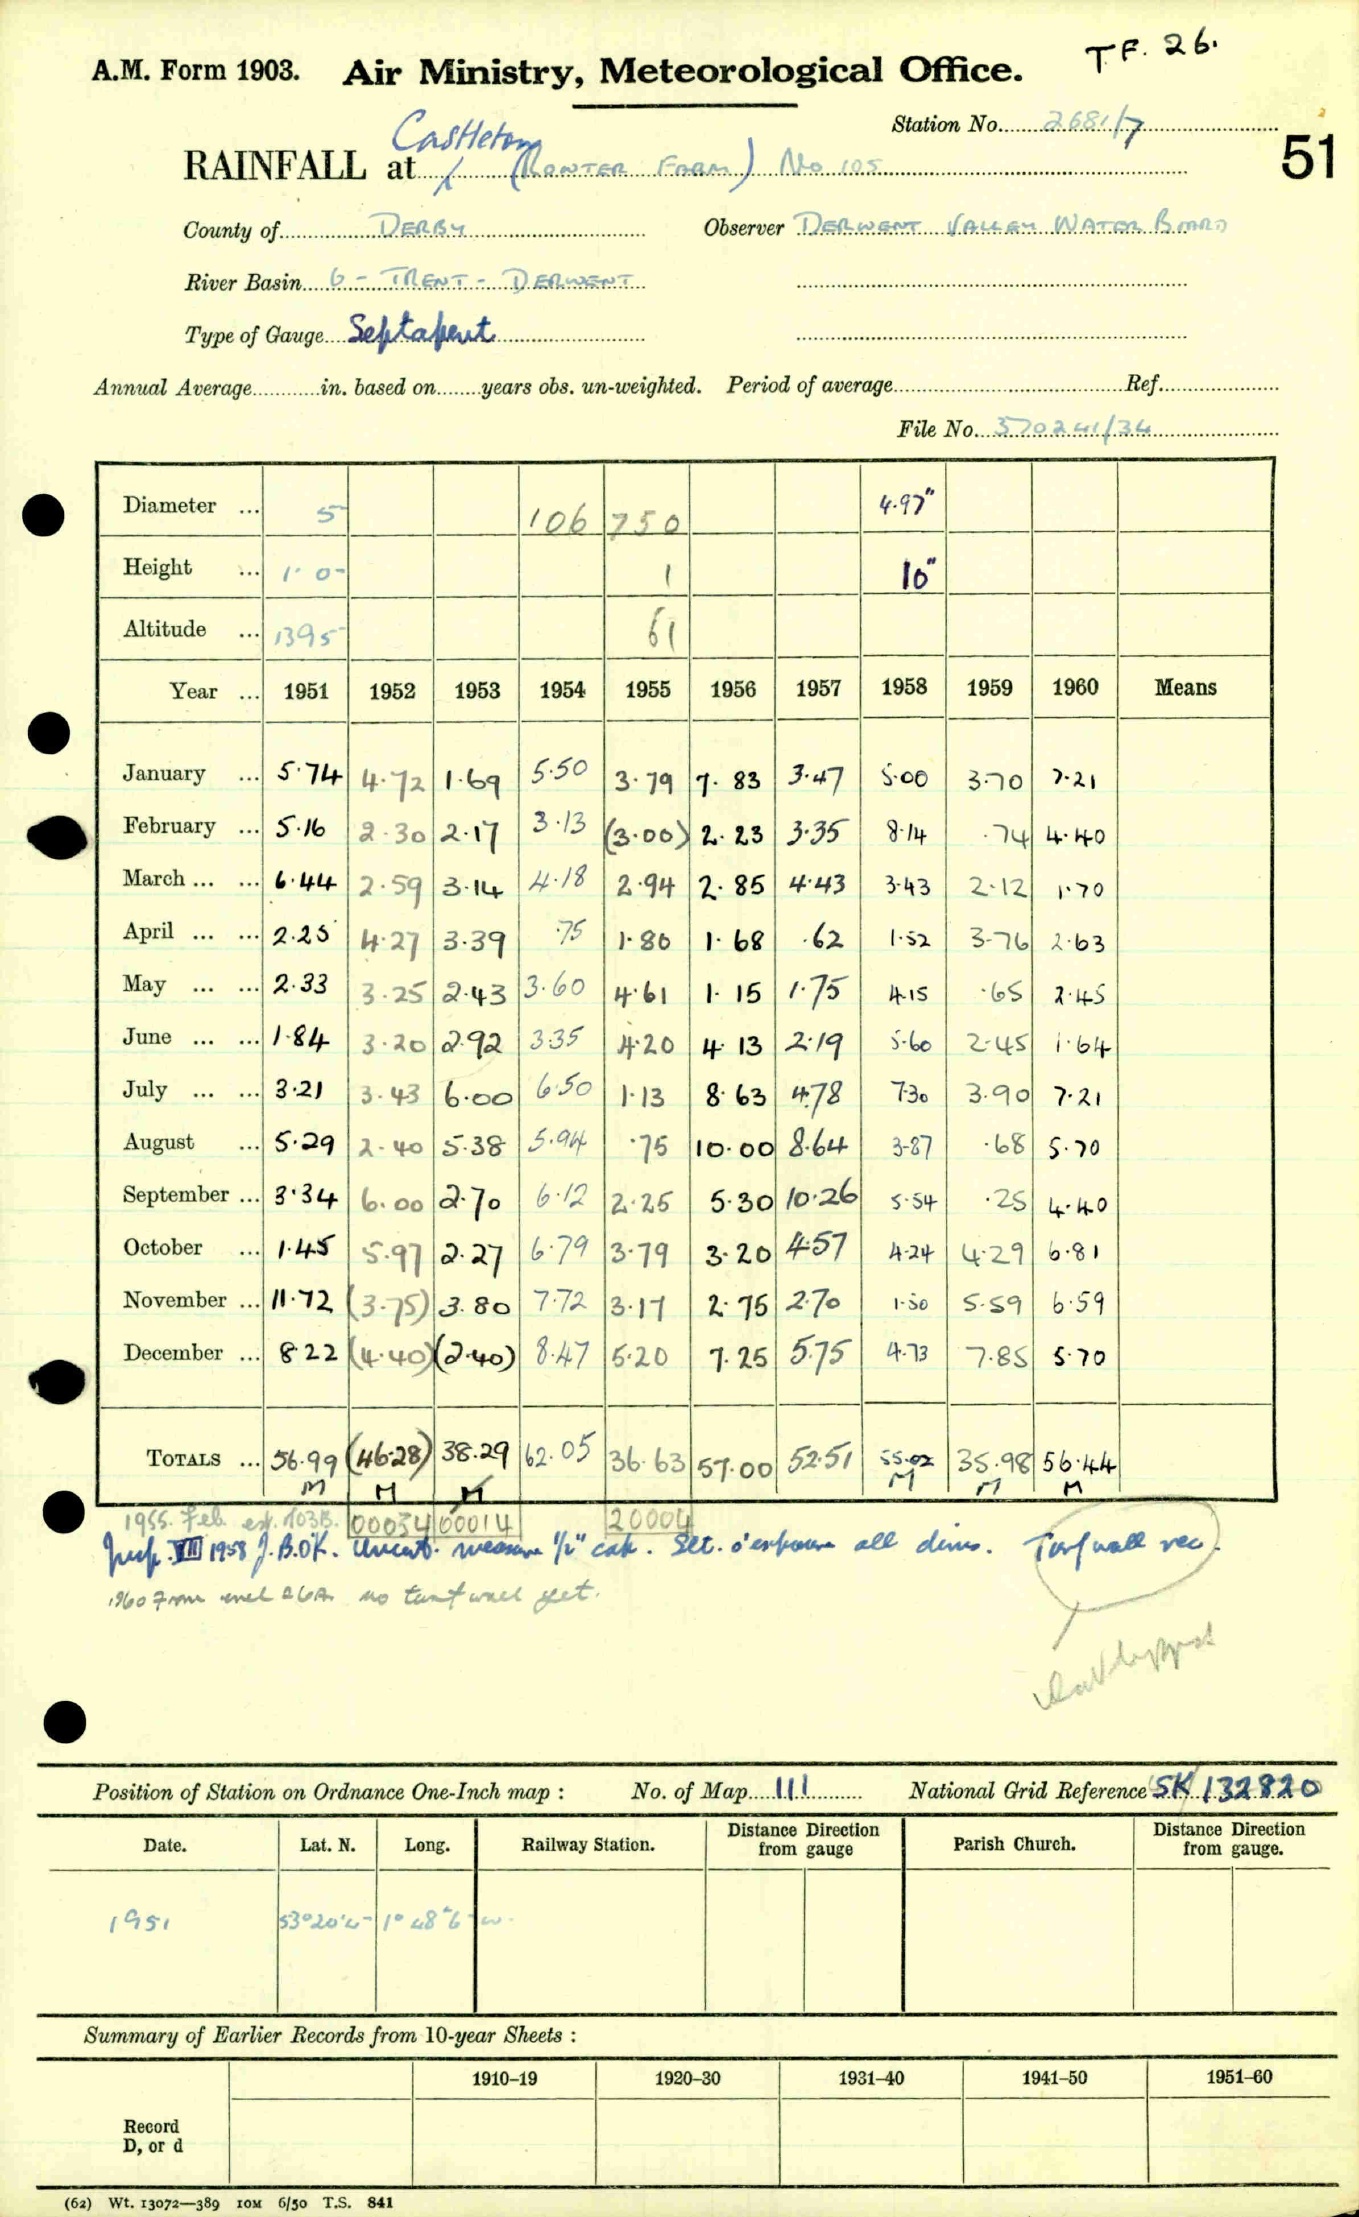 T.F. 26.
A.M. Form 1903. Air Ministry, Meteorological Office.
Station No. 2681/7
51
Castleton
RAINFALL at (Rowter Farm) No 105
County of Derby Observer Derwent Valley Water Board
River Basin 6 - Trent - Derwent
Type of Gauge Septapent
Annual Average in. based on years obs. un-weighted. Period of average Ref.
File No. 570241/34
Diameter ... 5 106 750 4.97"
Height ... 1' 0" 1 10"
Altitude ... 1395 61
Year ... 1951 1952 1953 1954 1955 1956 1957 1958 1959 1960 Means
January ... 5.74 4.72 1.69 5.50 3.79 7.83 3.47 5.00 3.70 7.21
February ... 5.16 2.30 2.17 3.13 (3.00) 2.23 3.35 8.14 .74 4.40
March ... ... 6.44 2.59 3.14 4.18 2.94 2.85 4.43 3.43 2.12 1.70
April ... ... 2.25 4.27 3.39 .75 1.80 1.68 .62 1.52 3.76 2.63
May ... ... 2.33 3.25 2.43 3.60 4.61 1.15 1.75 4.15 .65 2.45
June ... ... 1.84 3.20 2.92 3.35 4.20 4.13 2.19 5.60 2.45 1.64
July ... ... 3.21 3.43 6.00 6.50 1.13 8.63 4.78 7.30 3.90 7.21
August ... 5.29 2.40 5.38 5.94 .75 10.00 8.64 3.87 .68 5.70
September ... 3.34 6.00 2.70 6.12 2.25 5.30 10.26 5.54 .25 4.40
October ... 1.45 5.97 2.27 6.79 3.79 3.20 4.57 4.24 4.29 6.81
November ... 11.72 (3.75) 3.80 7.72 3.17 2.75 2.70 1.50 5.59 6.59
December ... 8.22 (4.40) (2.40) 8.47 5.20 7.25 5.75 4.73 7.85 5.70
Totals ... 56.99 (46.28) 38.29 62.05 36.63 57.00 52.51 55.02 35.98 56.44
M M M M M M
1955. Feb. est. 00034 00014 20004
Insp. VIII 1958 J.B.O'K. measure 1/2" cap. Sl. o'exposure all dirns. Turf wall rec.
1960 From encl 26A no turf wall yet.
Position of Station on Ordnance One-Inch map : No. of Map 111 National Grid Reference SK/132820
Date. Lat. N. Long. Railway Station. Distance Direction from gauge Parish Church. Distance Direction from gauge.
1951 53°20'4" 1° 48'6" W.
Summary of Earlier Records from 10-year Sheets :
1910–19 1920–30 1931–40 1941–50 1951–60
Record
D, or d
(62) Wt. 13072—389 10M 6/50 T.S. 841